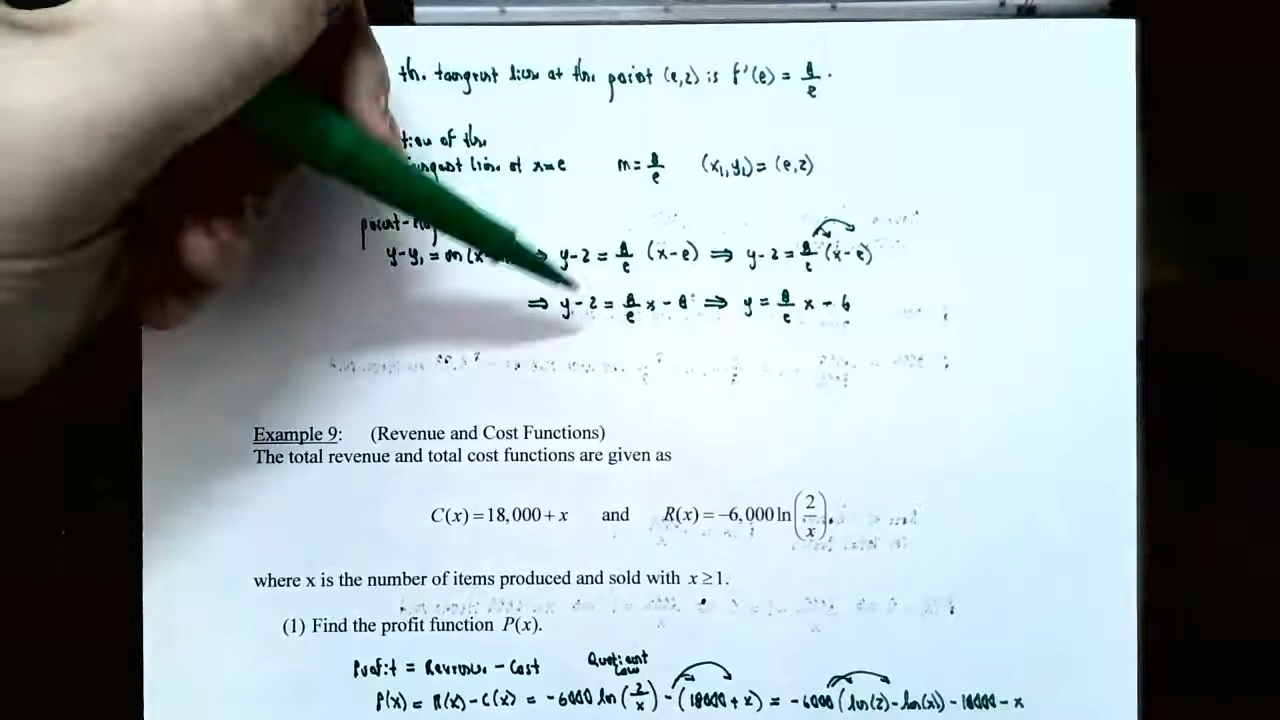 the tangent line at the point (e,2) is f'(e) = 8/e .
tion of the
tangent line at x=e m = 8/e (x₁,y₁) = (e,2)
y-y₁ = m(x ⇒ y-2 = 8/e (x-e) ⇒ y-2 = 8/e (x-e)
⇒ y-2 = 8/e x - 8 ⇒ y = 8/e x - 6
Example 9: (Revenue and Cost Functions)
The total revenue and total cost functions are given as
C(x) = 18,000 + x and R(x) = -6,000 ln(2/x),
where x is the number of items produced and sold with x ≥ 1.
(1) Find the profit function P(x).
Profit = Revenue - Cost Quotient Law
P(x) = R(x) - C(x) = -6000 ln(2/x) - (18000 + x) = -6000 (ln(2) - ln(x)) - 18000 - x